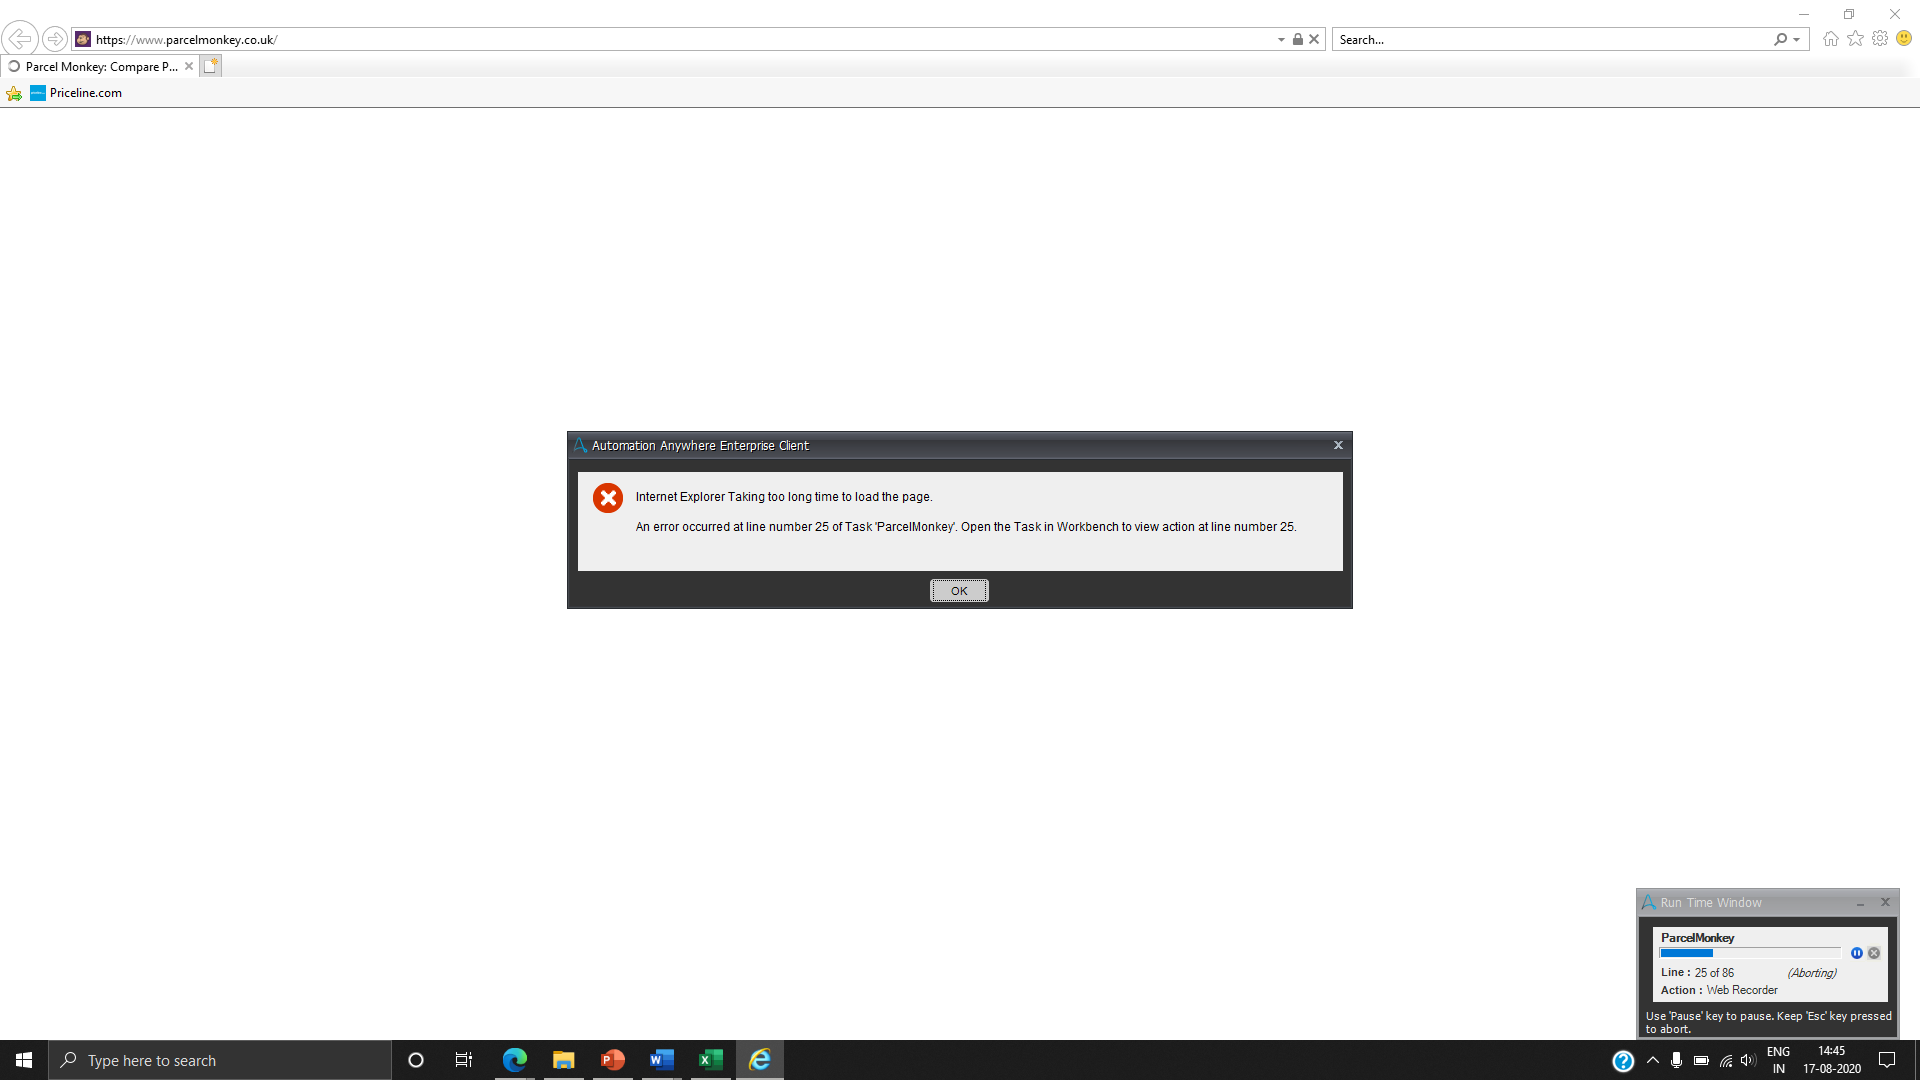 https://www.parcelmonkey.co.uk/
Search...
Parcel Monkey: Compare P...
Priceline.com
Automation Anywhere Enterprise Client
Internet Explorer Taking too long time to load the page.
An error occurred at line number 25 of Task 'ParcelMonkey'. Open the Task in Workbench to view action at line number 25.
OK
Run Time Window
ParcelMonkey
Line : 25 of 86 (Aborting)
Action : Web Recorder
Use 'Pause' key to pause. Keep 'Esc' key pressed
to abort.
Type here to search
ENG
IN
14:45
17-08-2020